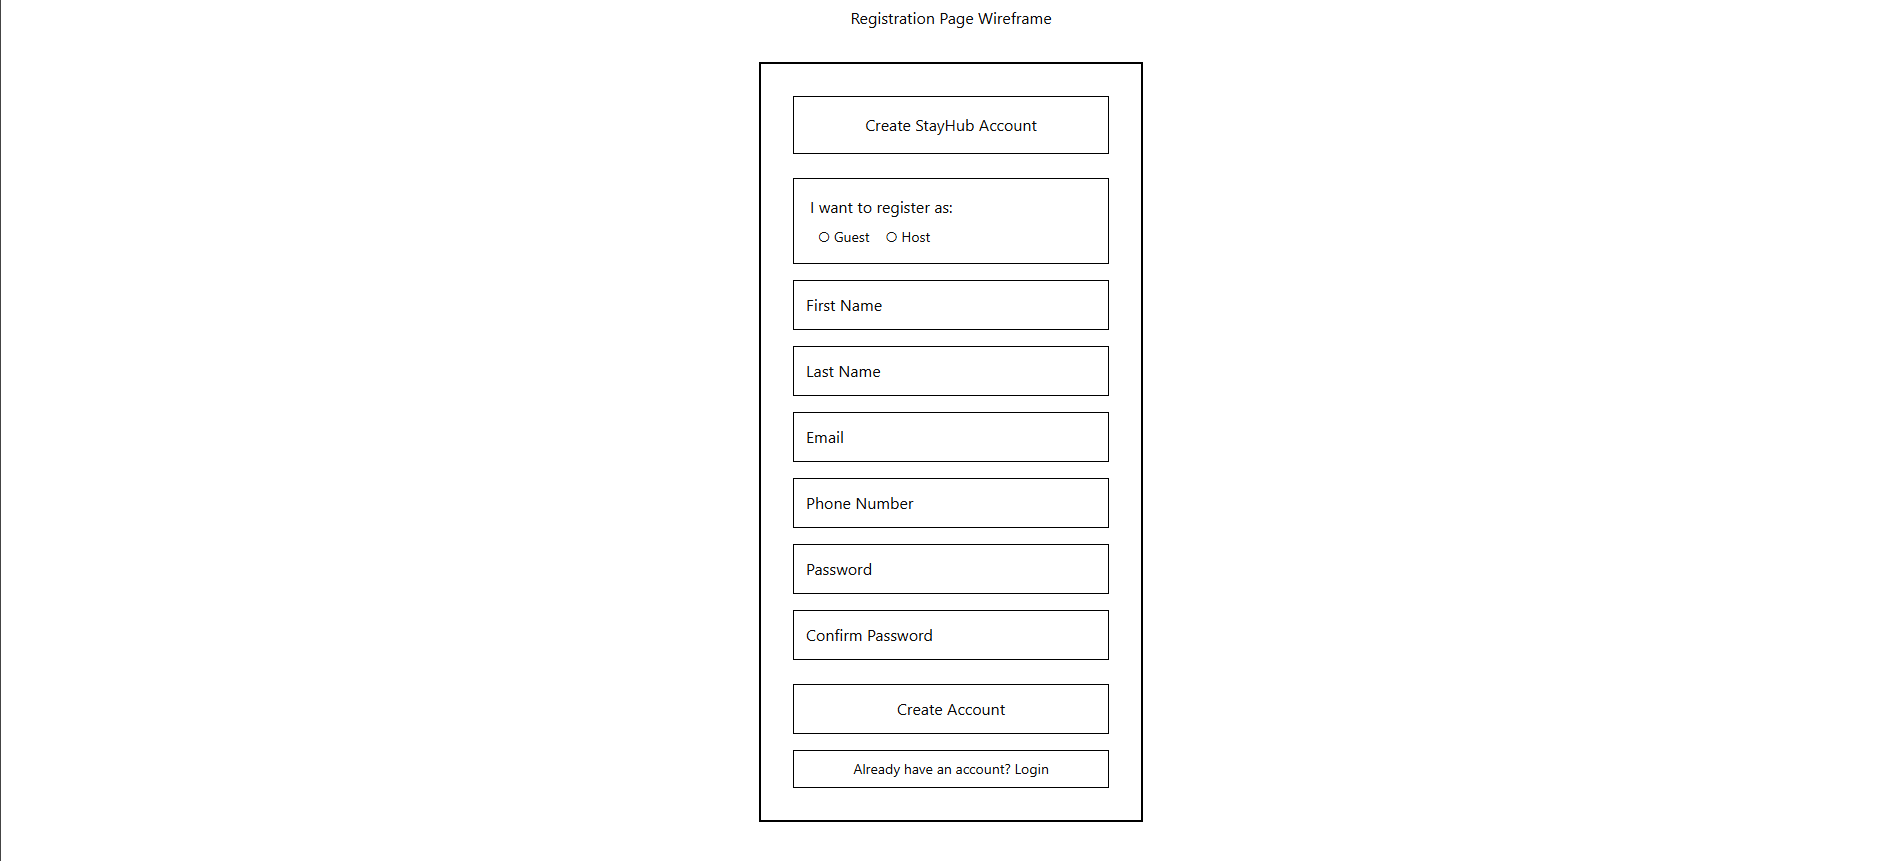 Registration Page Wireframe
Create StayHub Account
I want to register as:
Guest Host
First Name
Last Name
Email
Phone Number
Password
Confirm Password
Create Account
Already have an account? Login